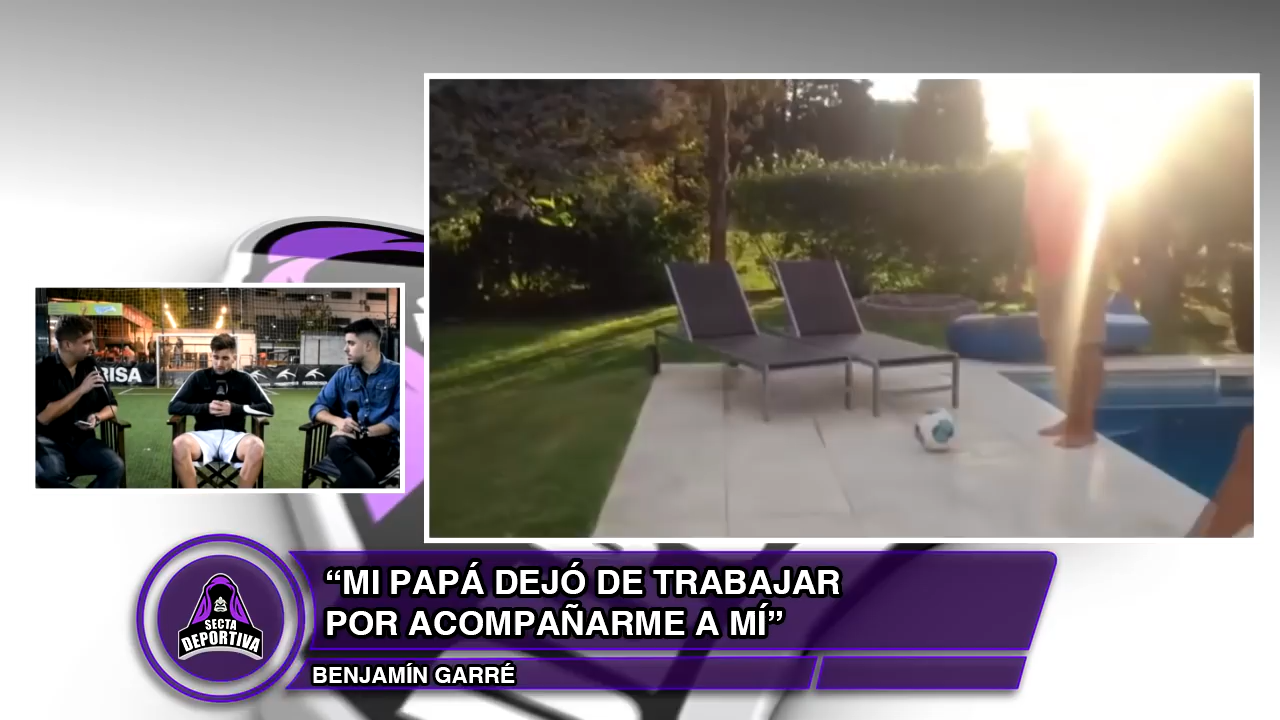 RISA
“MI PAPÁ DEJÓ DE TRABAJAR
POR ACOMPAÑARME A MÍ”
SECTA
DEPORTIVA
BENJAMÍN GARRÉ